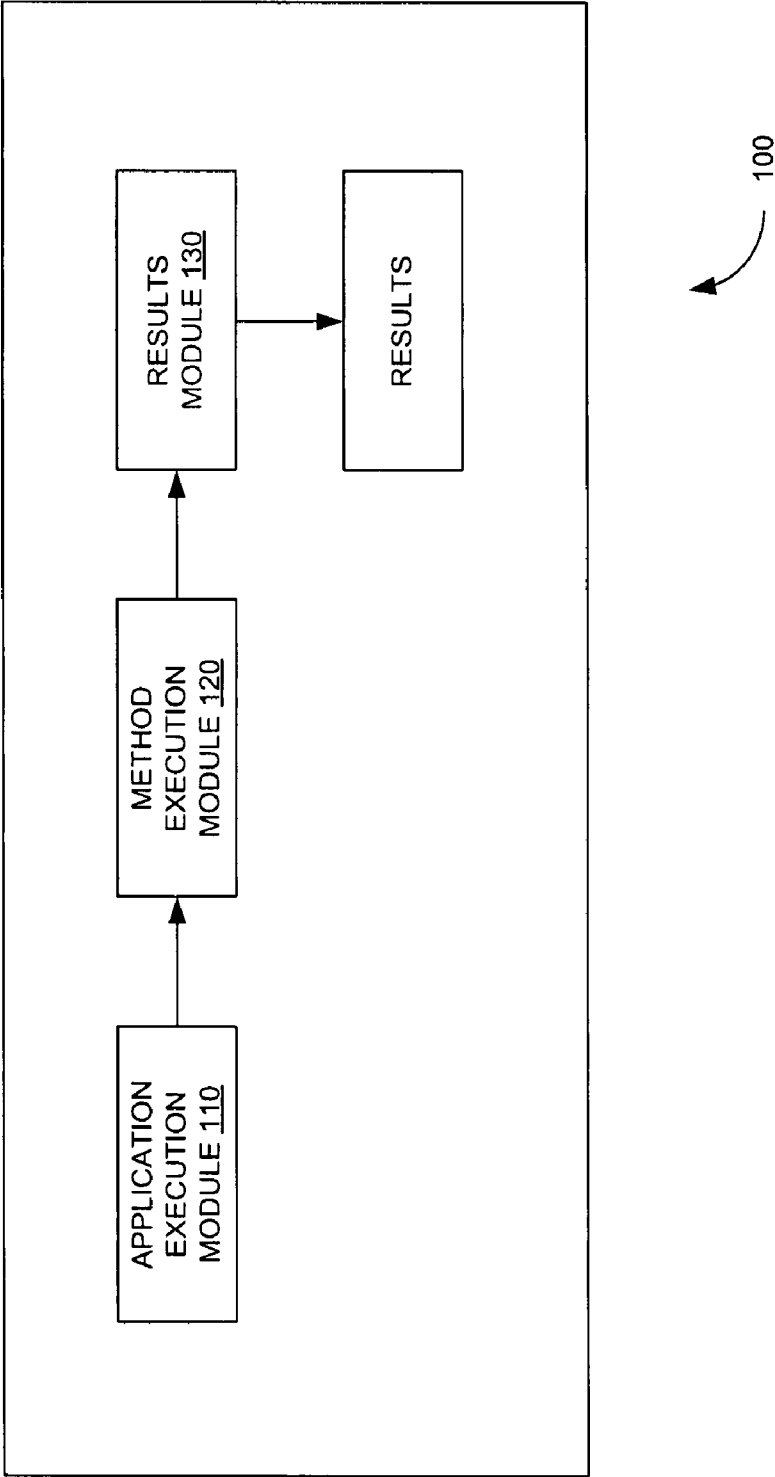 APPLICATION
EXECUTION
MODULE 110
METHOD
EXECUTION
MODULE 120
RESULTS
MODULE 130
RESULTS
100